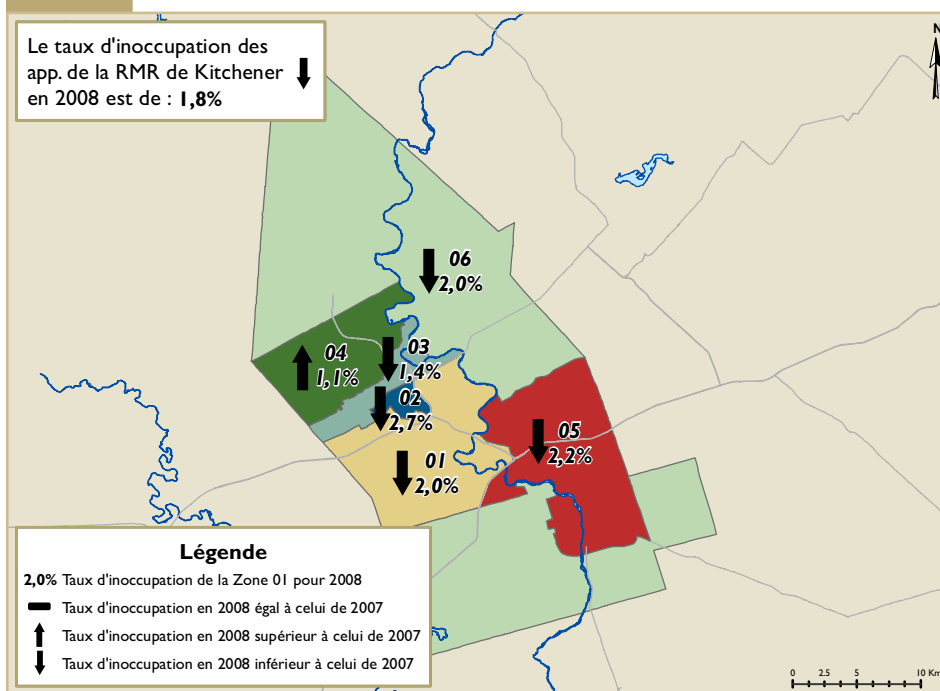 Le taux d'inoccupation des
app. de la RMR de Kitchener
en 2008 est de : 1,8%
N
06
2,0%
04
1,1%
03
1,4%
02
2,7%
05
2,2%
01
2,0%
Légende
2,0% Taux d'inoccupation de la Zone 01 pour 2008
Taux d'inoccupation en 2008 égal à celui de 2007
Taux d'inoccupation en 2008 supérieur à celui de 2007
Taux d'inoccupation en 2008 inférieur à celui de 2007
0 2.5 5 10 Km